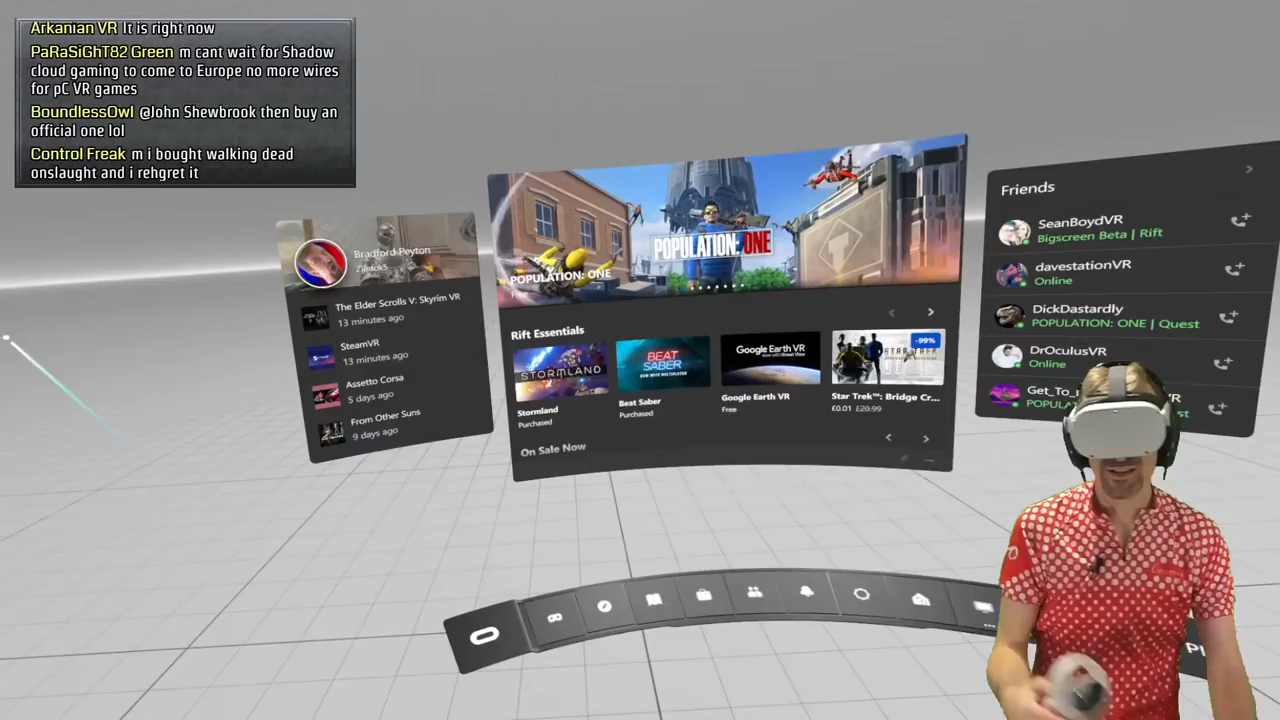 Arkanian VR It is right now
PaRaSiGhT82 Green m cant wait for Shadow
cloud gaming to come to Europe no more wires
for pC VR games
BoundlessOwl @John Shewbrook then buy an
official one lol
Control Freak m i bought walking dead
onslaught and i rehgret it
Bradford Peyton
The Elder Scrolls V: Skyrim VR
13 minutes ago
SteamVR
13 minutes ago
Assetto Corsa
5 days ago
From Other Suns
9 days ago
POPULATION: ONE
POPULATION: ONE
Rift Essentials
STORMLAND
Stormland
Purchased
BEAT
SABER
Beat Saber
Purchased
Google Earth VR
Google Earth VR
Free
-99%
STAR TREK
Star Trek™: Bridge Cr...
£0.01 £20.99
On Sale Now
Friends
SeanBoydVR
Bigscreen Beta | Rift
davestationVR
Online
DickDastardly
POPULATION: ONE | Quest
DrOculusVR
Online